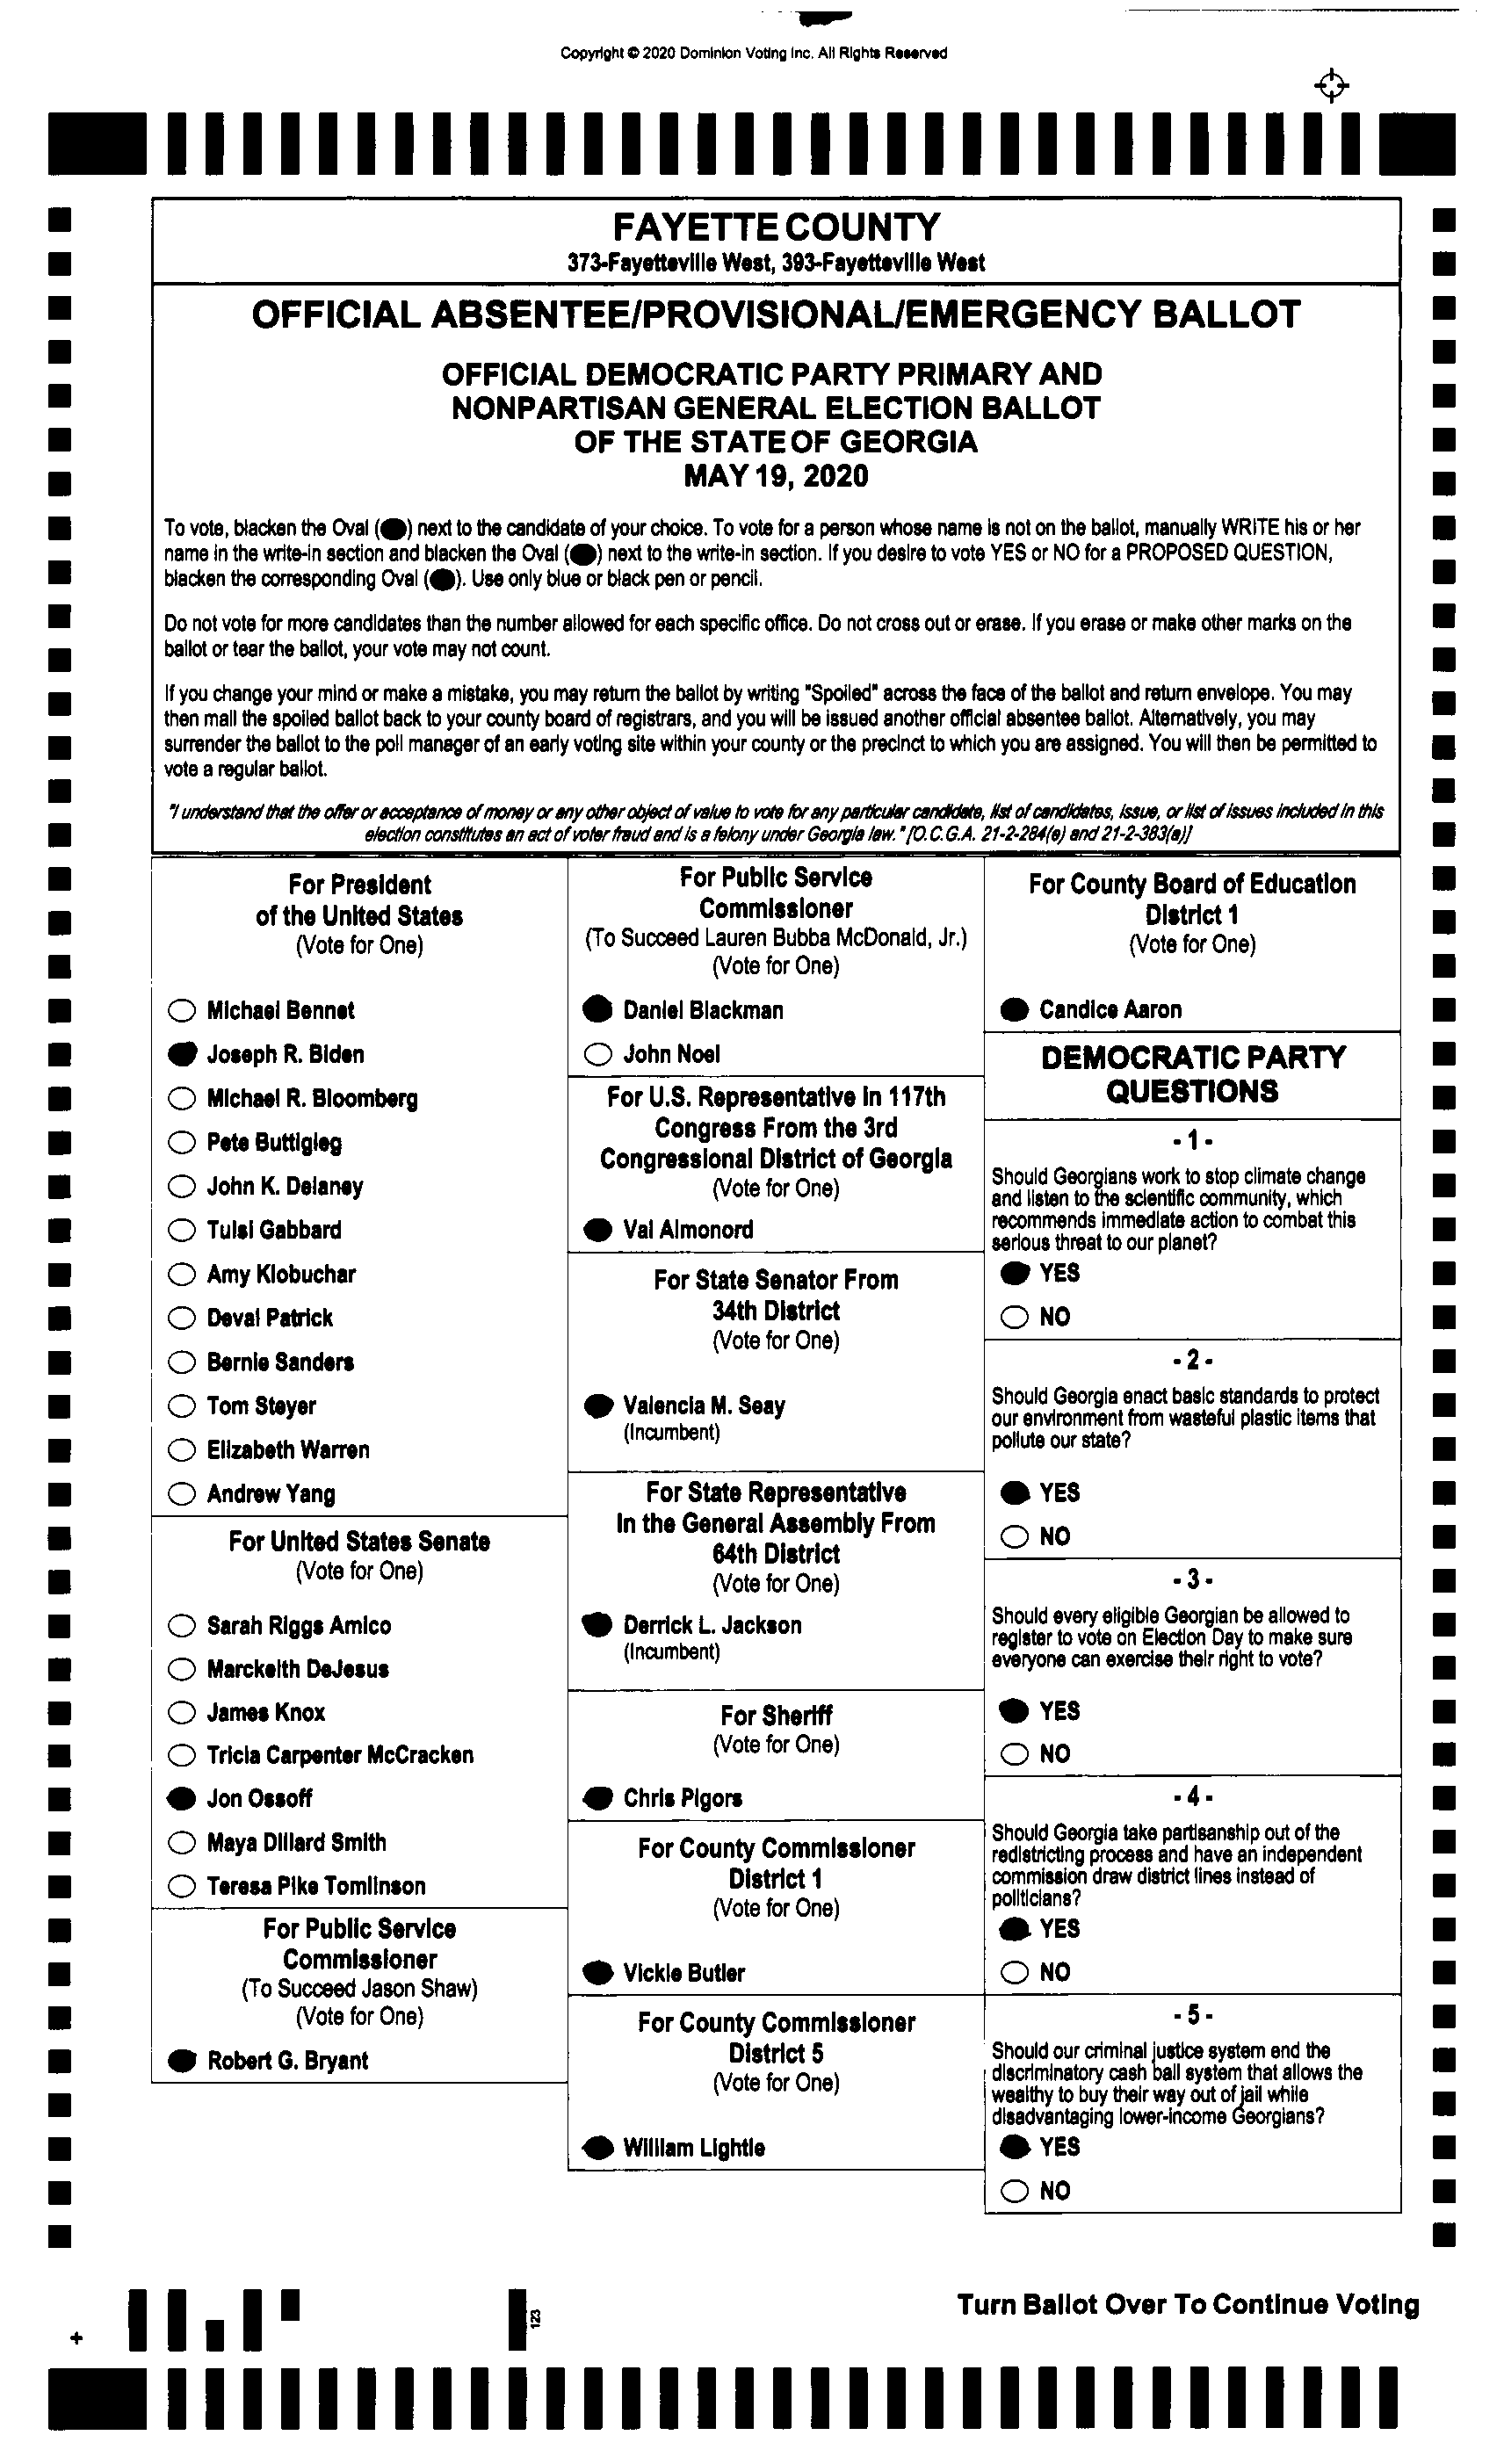 Copyright © 2020 Dominion Voting Inc. All Rights Reserved
FAYETTE COUNTY
373-Fayetteville West, 393-Fayetteville West
OFFICIAL ABSENTEE/PROVISIONAL/EMERGENCY BALLOT
OFFICIAL DEMOCRATIC PARTY PRIMARY AND
NONPARTISAN GENERAL ELECTION BALLOT
OF THE STATE OF GEORGIA
MAY 19, 2020
To vote, blacken the Oval ( ) next to the candidate of your choice. To vote for a person whose name is not on the ballot, manually WRITE his or her
name in the write-in section and blacken the Oval ( ) next to the write-in section. If you desire to vote YES or NO for a PROPOSED QUESTION,
blacken the corresponding Oval ( ). Use only blue or black pen or pencil.
Do not vote for more candidates than the number allowed for each specific office. Do not cross out or erase. If you erase or make other marks on the
ballot or tear the ballot, your vote may not count.
If you change your mind or make a mistake, you may return the ballot by writing "Spoiled" across the face of the ballot and return envelope. You may
then mail the spoiled ballot back to your county board of registrars, and you will be issued another official absentee ballot. Alternatively, you may
surrender the ballot to the poll manager of an early voting site within your county or the precinct to which you are assigned. You will then be permitted to
vote a regular ballot.
"I understand that the offer or acceptance of money or any other object of value to vote for any particular candidate, list of candidates, issue, or list of issues included in this
election constitutes an act of voter fraud and is a felony under Georgia law." [O.C.G.A. 21-2-284(e) and 21-2-383(a)]
For President
of the United States
(Vote for One)
Michael Bennet
Joseph R. Biden
Michael R. Bloomberg
Pete Buttigieg
John K. Delaney
Tulsi Gabbard
Amy Klobuchar
Deval Patrick
Bernie Sanders
Tom Steyer
Elizabeth Warren
Andrew Yang
For United States Senate
(Vote for One)
Sarah Riggs Amico
Marckeith DeJesus
James Knox
Tricia Carpenter McCracken
Jon Ossoff
Maya Dillard Smith
Teresa Pike Tomlinson
For Public Service
Commissioner
(To Succeed Jason Shaw)
(Vote for One)
Robert G. Bryant
For Public Service
Commissioner
(To Succeed Lauren Bubba McDonald, Jr.)
(Vote for One)
Daniel Blackman
John Noel
For U.S. Representative in 117th
Congress From the 3rd
Congressional District of Georgia
(Vote for One)
Val Almonord
For State Senator From
34th District
(Vote for One)
Valencia M. Seay
(Incumbent)
For State Representative
In the General Assembly From
64th District
(Vote for One)
Derrick L. Jackson
(Incumbent)
For Sheriff
(Vote for One)
Chris Pigors
For County Commissioner
District 1
(Vote for One)
Vickie Butler
For County Commissioner
District 5
(Vote for One)
William Lightle
For County Board of Education
District 1
(Vote for One)
Candice Aaron
DEMOCRATIC PARTY
QUESTIONS
- 1 -
Should Georgians work to stop climate change
and listen to the scientific community, which
recommends immediate action to combat this
serious threat to our planet?
YES
NO
- 2 -
Should Georgia enact basic standards to protect
our environment from wasteful plastic items that
pollute our state?
YES
NO
- 3 -
Should every eligible Georgian be allowed to
register to vote on Election Day to make sure
everyone can exercise their right to vote?
YES
NO
- 4 -
Should Georgia take partisanship out of the
redistricting process and have an independent
commission draw district lines instead of
politicians?
YES
NO
- 5 -
Should our criminal justice system end the
discriminatory cash bail system that allows the
wealthy to buy their way out of jail while
disadvantaging lower-income Georgians?
YES
NO
Turn Ballot Over To Continue Voting
123
+